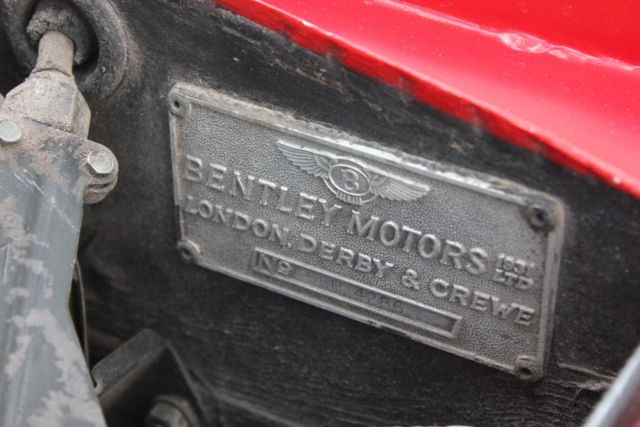 B
BENTLEY MOTORS 1931 LTD
LONDON, DERBY & CREWE
No